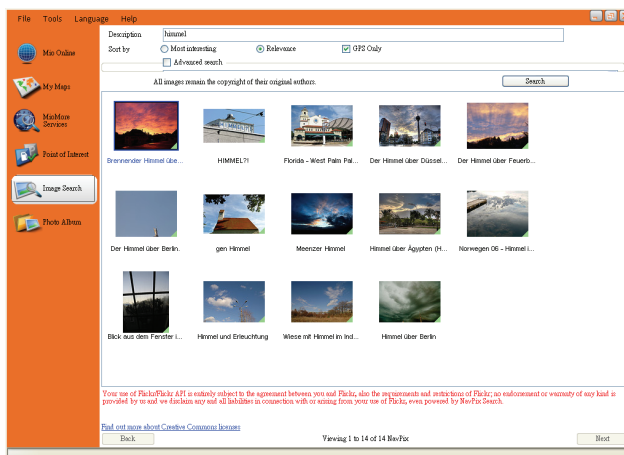 File Tools Language Help
Description himmel
Sort by Most interesting Relevance GPS Only
Advanced search
All images remain the copyright of their original authors. Search
Mio Online
My Maps
MioMore Services
Point of Interest
Image Search
Photo Album
Brennender Himmel übe... HIMMEL?! Florida - West Palm Pal... Der Himmel über Düssel... Der Himmel über Feuerb...
Der Himmel über Berlin. gen Himmel Meenzer Himmel Himmel über Ägypten (H... Norwegen 06 - Himmel i...
Blick aus dem Fenster i... Himmel und Erleuchtung Wiese mit Himmel im Ind... Himmel über Berlin
Your use of Flickr/Flickr API is entirely subject to the agreement between you and Flickr, also the requirements and restrictions of Flickr; no endorsement or warranty of any kind is
provided by us and we disclaim any and all liabilities in connection with or arising from your use of Flickr, even powered by NavPix Search.
Find out more about Creative Commons licenses
Back Viewing 1 to 14 of 14 NavPix Next